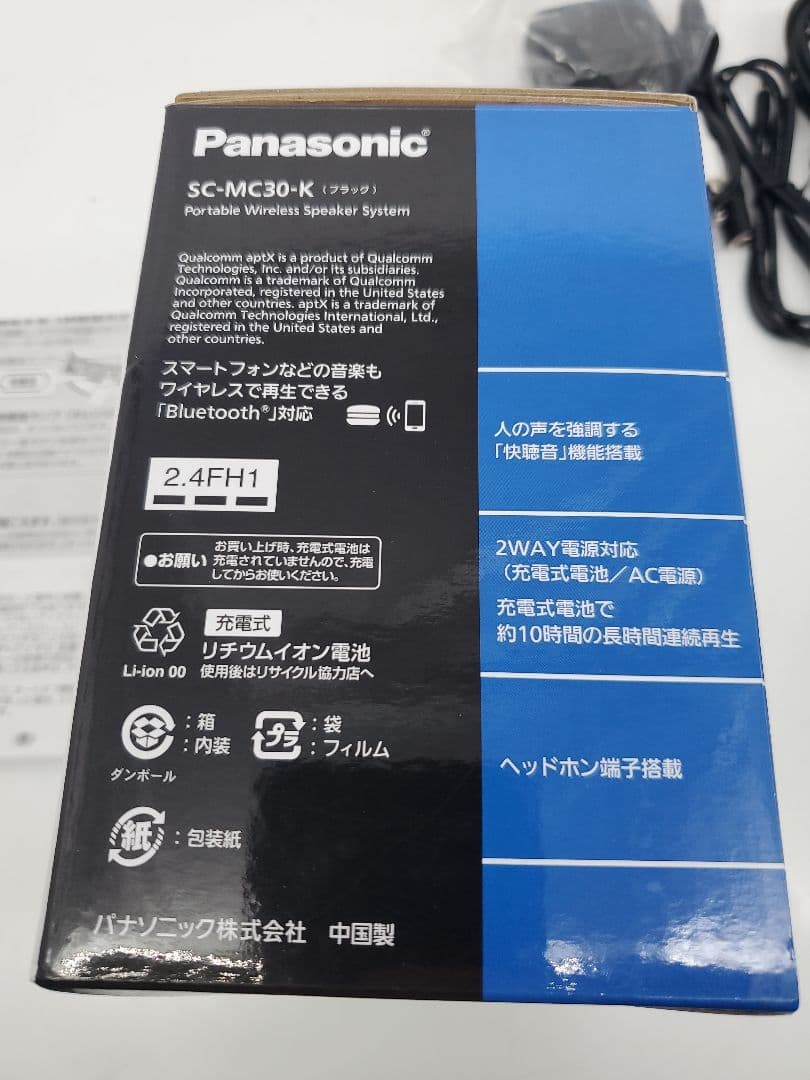 Panasonic®
SC-MC30-K（ブラック）
Portable Wireless Speaker System
Qualcomm aptX is a product of Qualcomm
Technologies, Inc. and/or its subsidiaries.
Qualcomm is a trademark of Qualcomm
Incorporated, registered in the United States
and other countries. aptX is a trademark of
Qualcomm Technologies International, Ltd.,
registered in the United States and
other countries.
スマートフォンなどの音楽も
ワイヤレスで再生できる
「Bluetooth®」対応
2.4FH1
●お願い
お買い上げ時、充電式電池は
充電されていませんので、充電
してからお使いください。
充電式
リチウムイオン電池
Li-ion 00
使用後はリサイクル協力店へ
：箱
：内装
ダンボール
プラ
：袋
：フィルム
紙
：包装紙
パナソニック株式会社 中国製
人の声を強調する
「快聴音」機能搭載
2WAY電源対応
（充電式電池／AC電源）
充電式電池で
約10時間の長時間連続再生
ヘッドホン端子搭載